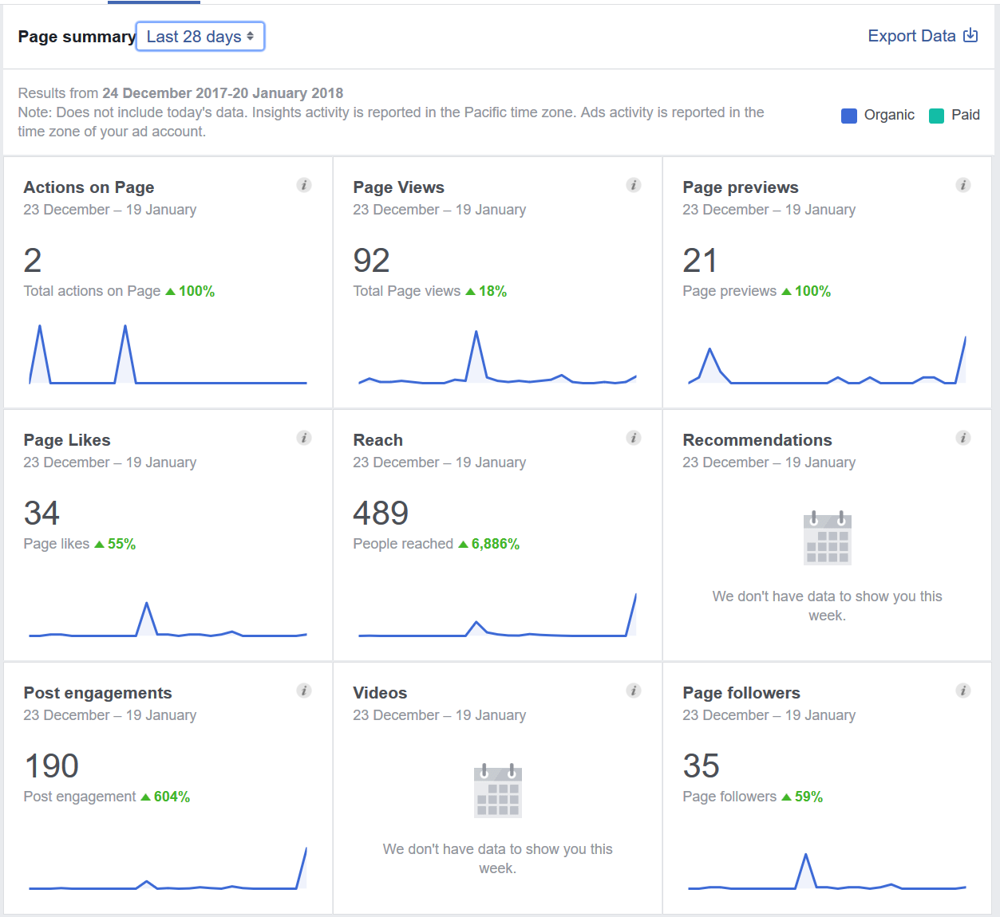 Page summary Last 28 days
Export Data
Results from 24 December 2017-20 January 2018
Note: Does not include today's data. Insights activity is reported in the Pacific time zone. Ads activity is reported in the
time zone of your ad account.
Organic Paid
Actions on Page
23 December – 19 January
2
Total actions on Page 100%
Page Views
23 December – 19 January
92
Total Page views 18%
Page previews
23 December – 19 January
21
Page previews 100%
Page Likes
23 December – 19 January
34
Page likes 55%
Reach
23 December – 19 January
489
People reached 6,886%
Recommendations
23 December – 19 January
We don't have data to show you this
week.
Post engagements
23 December – 19 January
190
Post engagement 604%
Videos
23 December – 19 January
We don't have data to show you this
week.
Page followers
23 December – 19 January
35
Page followers 59%